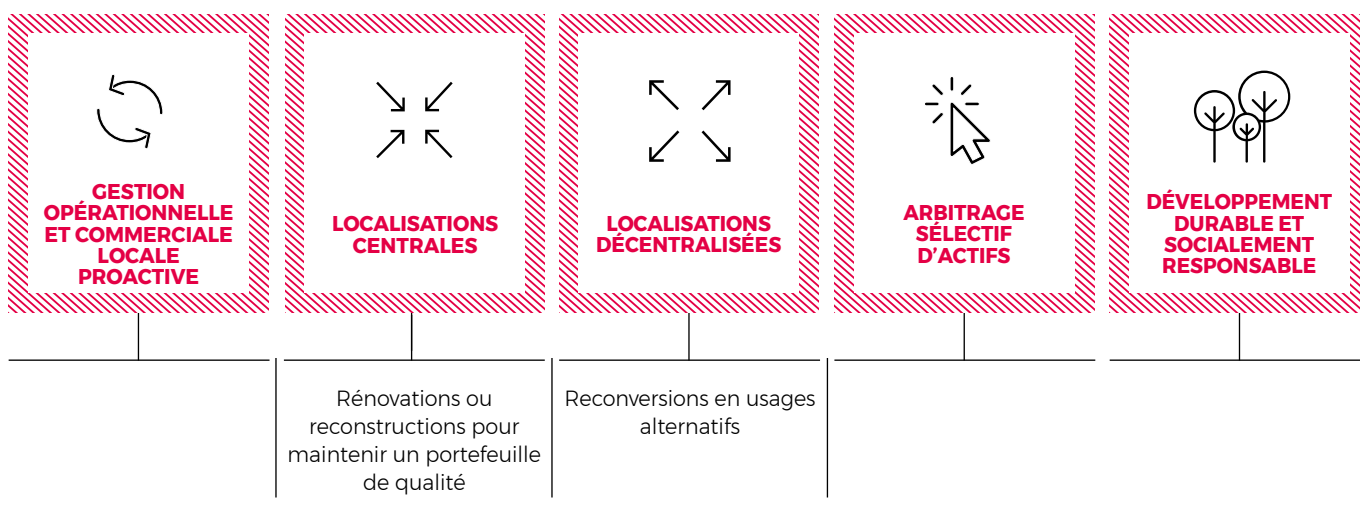 GESTION
OPÉRATIONNELLE
ET COMMERCIALE
LOCALE
PROACTIVE
LOCALISATIONS
CENTRALES
LOCALISATIONS
DÉCENTRALISÉES
ARBITRAGE
SÉLECTIF
D'ACTIFS
DÉVELOPPEMENT
DURABLE ET
SOCIALEMENT
RESPONSABLE
Rénovations ou
reconstructions pour
maintenir un portefeuille
de qualité
Reconversions en usages
alternatifs